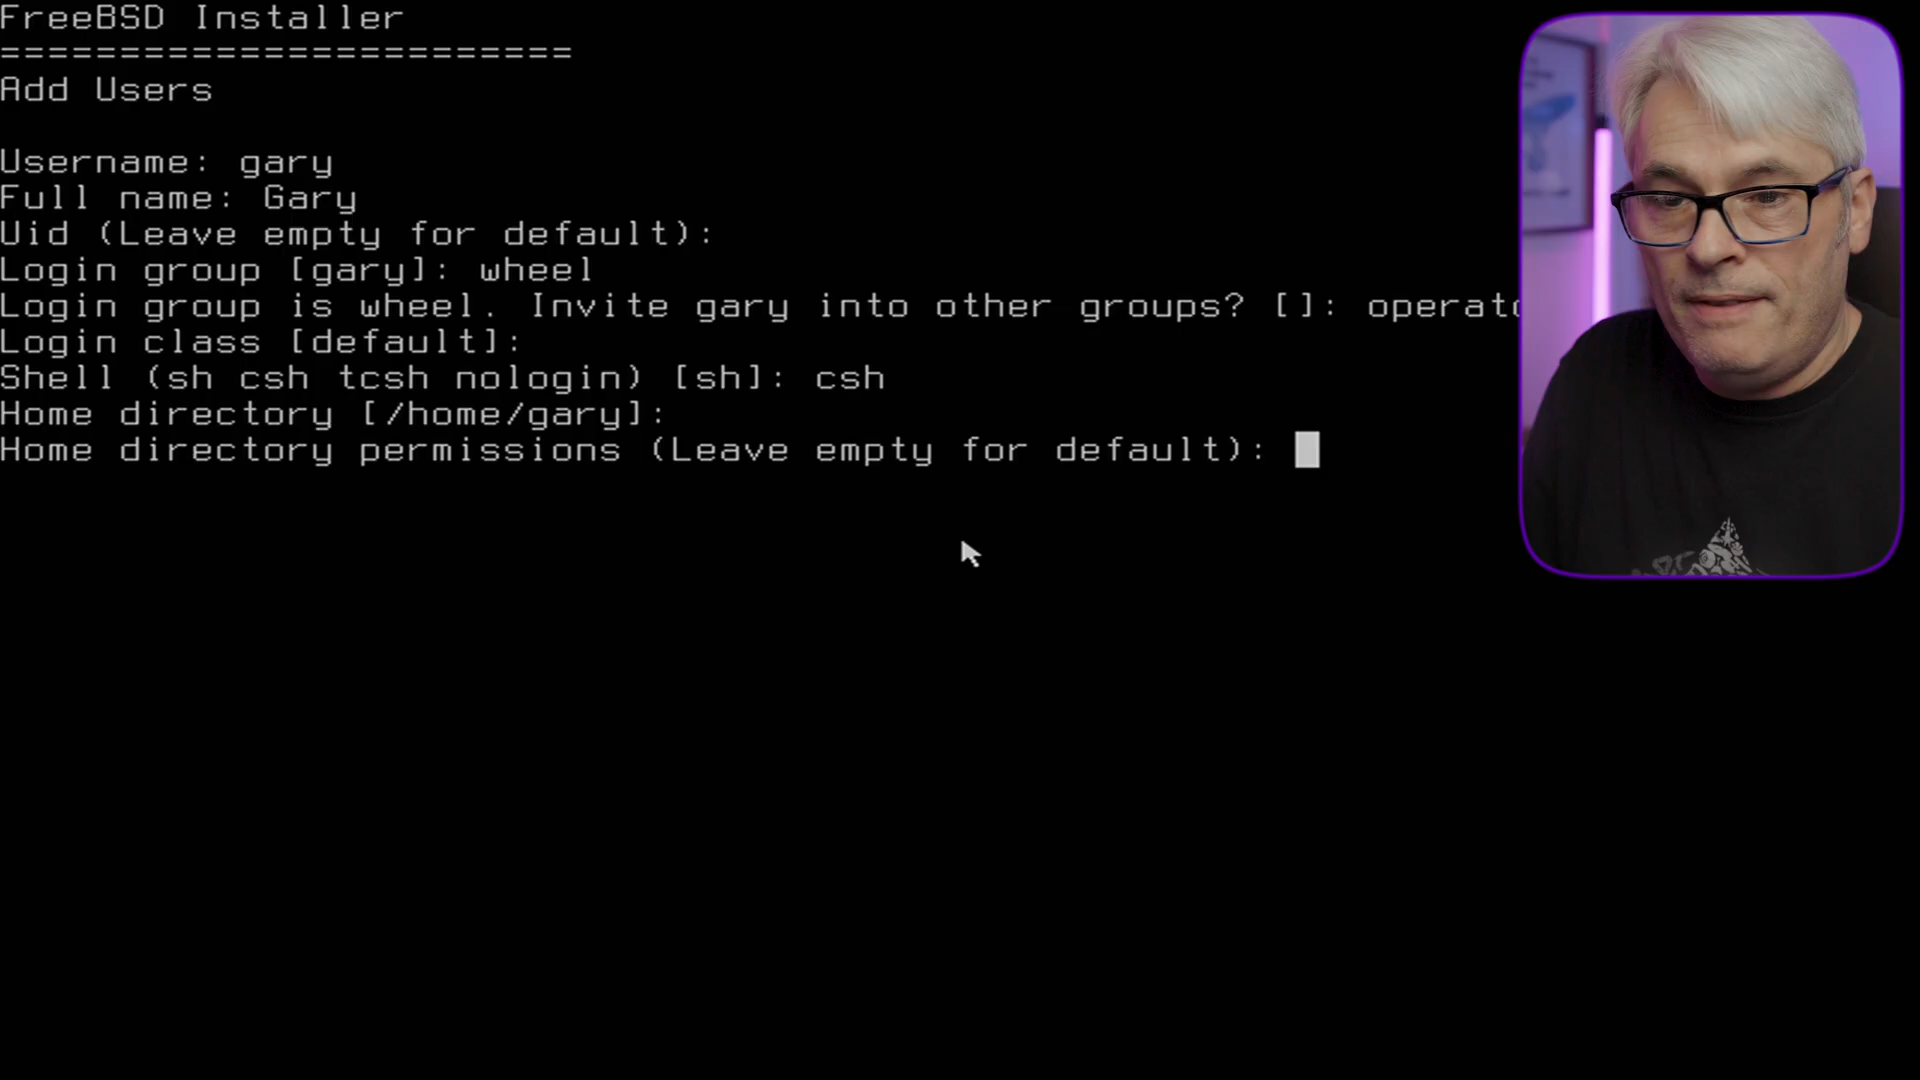 FreeBSD Installer
========================
Add Users
Username: gary
Full name: Gary
Uid (Leave empty for default):
Login group [gary]: wheel
Login group is wheel. Invite gary into other groups? []:
Login class [default]:
Shell (sh csh tcsh nologin) [sh]: csh
Home directory [/home/gary]:
Home directory permissions (Leave empty for default):